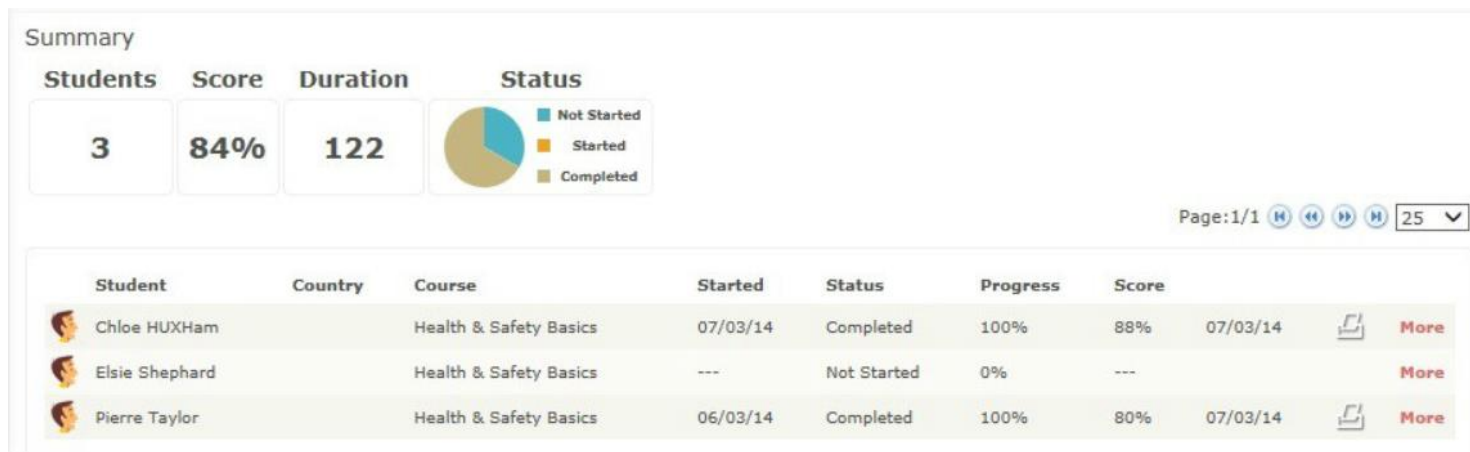 Summary
Students Score Duration Status
3 84% 122
Not Started
Started
Completed
Page:1/1 25
Student Country Course Started Status Progress Score
Chloe HUXHam Health & Safety Basics 07/03/14 Completed 100% 88% 07/03/14 More
Elsie Shephard Health & Safety Basics --- Not Started 0% --- More
Pierre Taylor Health & Safety Basics 06/03/14 Completed 100% 80% 07/03/14 More